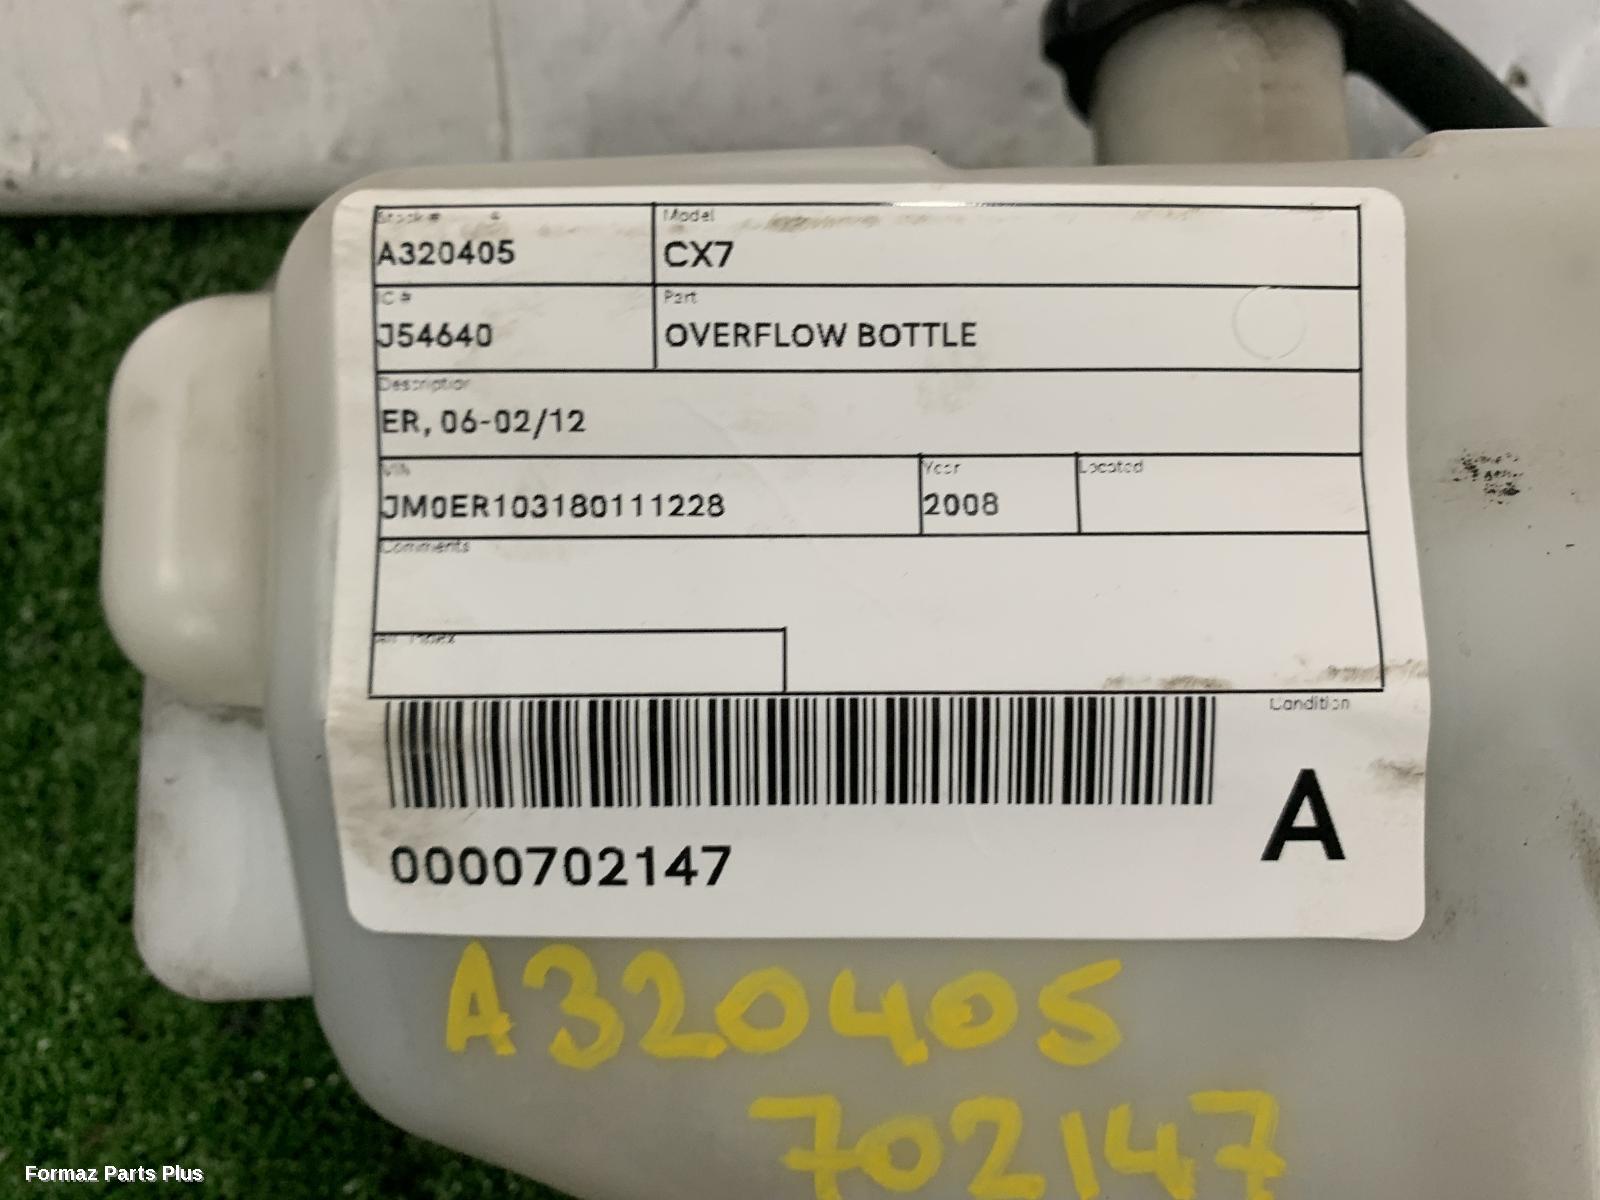 Stock #
Model
A320405
CX7
IC #
Part
J54640
OVERFLOW BOTTLE
Description
ER, 06-02/12
VIN
Year
Located
JM0ER103180111228
2008
Comments
Condition
0000702147
A
A320405
702147
Formaz Parts Plus